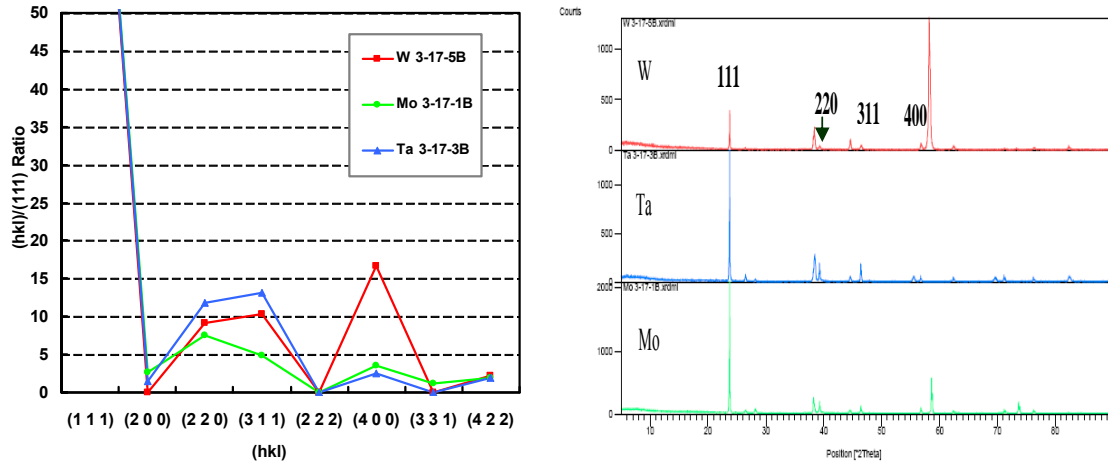 50
45
40
35
30
25
20
15
10
5
0
(hkl)/(111) Ratio
W 3-17-5B
Mo 3-17-1B
Ta 3-17-3B
(1 1 1) (2 0 0) (2 2 0) (3 1 1) (2 2 2) (4 0 0) (3 3 1) (4 2 2)
(hkl)
Counts
W 3-17-5B.xrdml
1000
500
0
W
111
220
311
400
Ta 3-17-3B.xrdml
1000
500
0
Ta
Mo 3-17-1B.xrdml
2000
1000
0
Mo
10 20 30 40 50 60 70 80
Position [°2Theta]